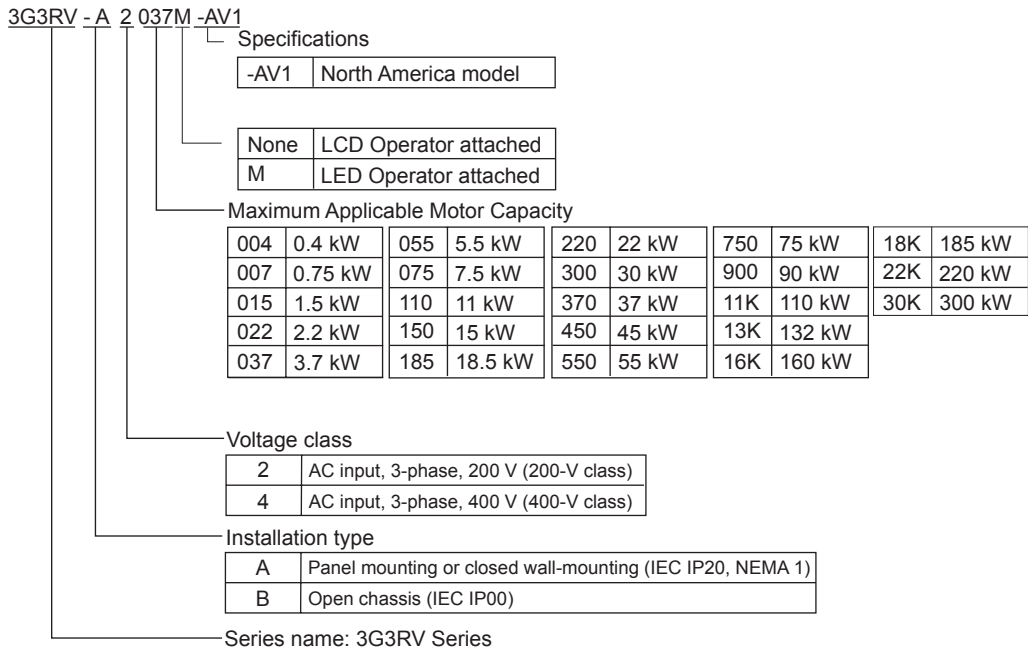 3G3RV - A 2 037M -AV1
Specifications
-AV1 North America model
None LCD Operator attached
M LED Operator attached
Maximum Applicable Motor Capacity
004 0.4 kW 055 5.5 kW 220 22 kW 750 75 kW 18K 185 kW
007 0.75 kW 075 7.5 kW 300 30 kW 900 90 kW 22K 220 kW
015 1.5 kW 110 11 kW 370 37 kW 11K 110 kW 30K 300 kW
022 2.2 kW 150 15 kW 450 45 kW 13K 132 kW
037 3.7 kW 185 18.5 kW 550 55 kW 16K 160 kW
Voltage class
2 AC input, 3-phase, 200 V (200-V class)
4 AC input, 3-phase, 400 V (400-V class)
Installation type
A Panel mounting or closed wall-mounting (IEC IP20, NEMA 1)
B Open chassis (IEC IP00)
Series name: 3G3RV Series